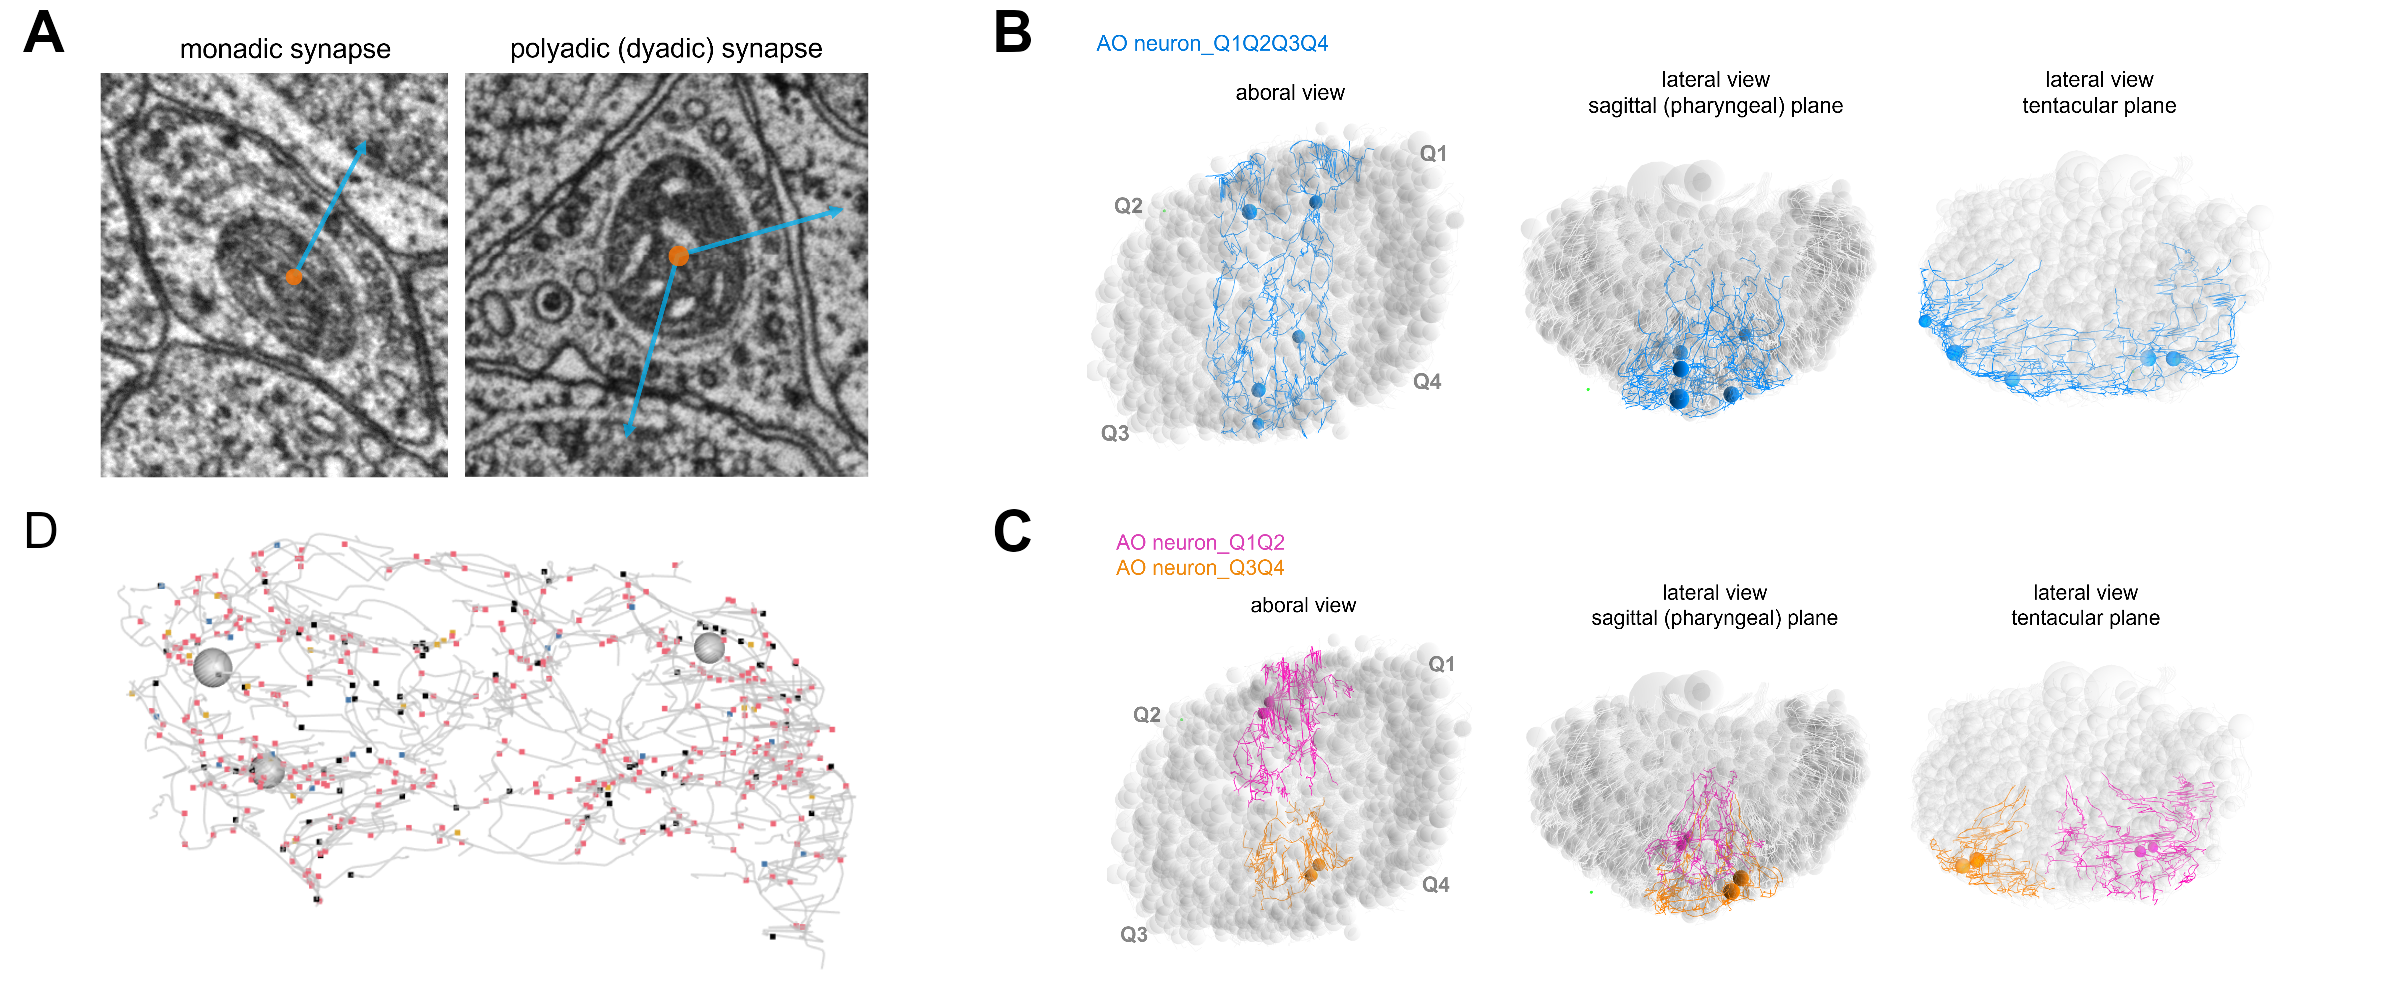 A
monadic synapse
polyadic (dyadic) synapse
B
AO neuron_Q1Q2Q3Q4
aboral view
lateral view
sagittal (pharyngeal) plane
lateral view
tentacular plane
Q1
Q2
Q4
Q3
D
C
AO neuron_Q1Q2
AO neuron_Q3Q4
aboral view
lateral view
sagittal (pharyngeal) plane
lateral view
tentacular plane
Q1
Q2
Q4
Q3